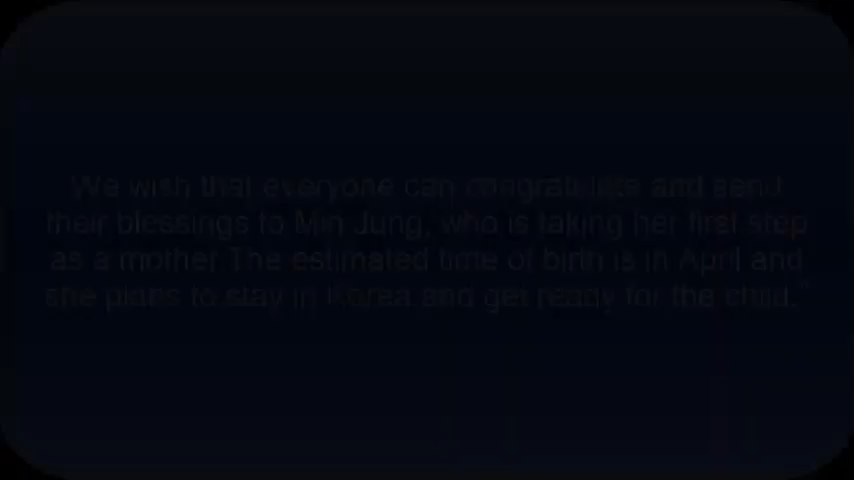 We wish that everyone can congratulate and send
their blessings to Min Jung, who is taking her first step
as a mother The estimated time of birth is in April and
she plans to stay in Korea and get ready for the child."